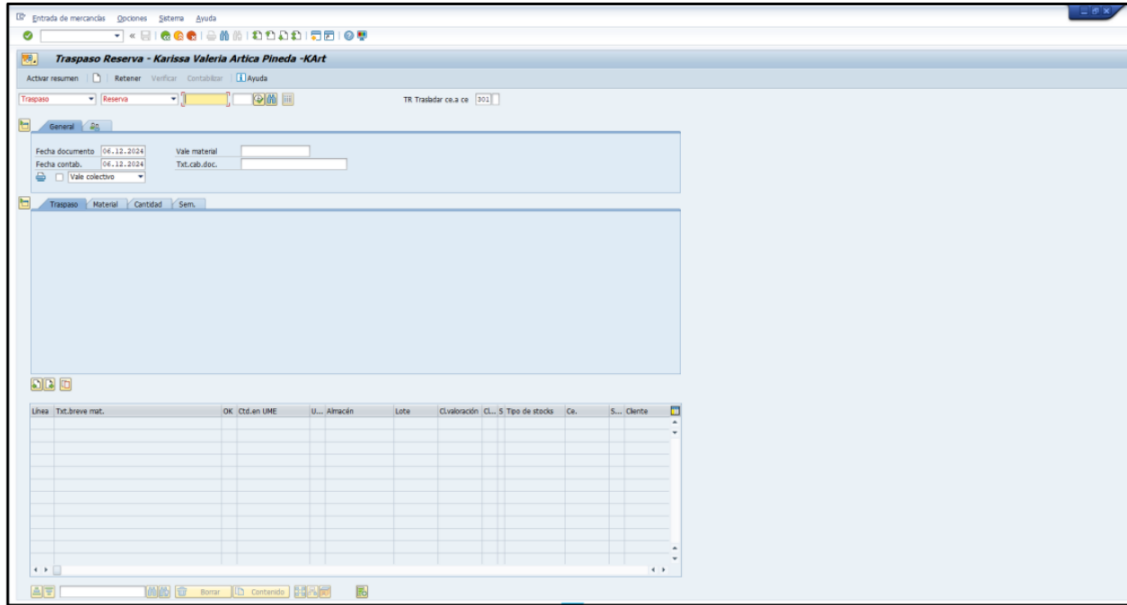 Entrada de mercancías Opciones Sistema Ayuda
Traspaso Reserva - Karissa Valeria Artica Pineda -KArt
Activar resumen Retener Verificar Contabilizar Ayuda
Traspaso Reserva TR Trasladar ce.a ce 301
General
Fecha documento 06.12.2024 Vale material
Fecha contab. 06.12.2024 Txt.cab.doc.
Vale colectivo
Traspaso Material Cantidad Sem.
Línea Txt.breve mat. OK Ctd.en UME U... Almacén Lote Cl.valoración Cl... S Tipo de stocks Ce. S... Cliente
Borrar Contenido